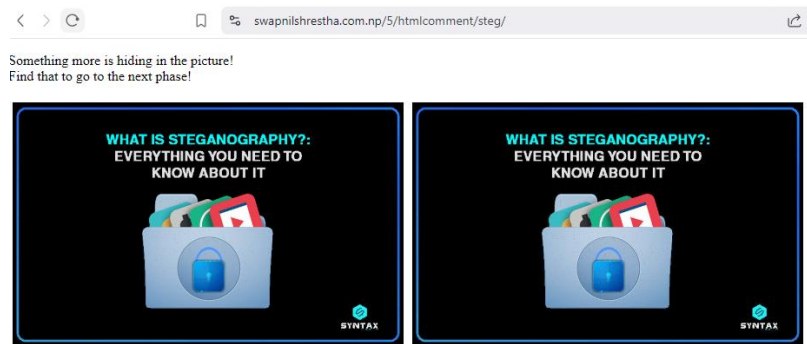 swapnilshrestha.com.np/5/htmlcomment/steg/
Something more is hiding in the picture!
Find that to go to the next phase!
WHAT IS STEGANOGRAPHY?:
EVERYTHING YOU NEED TO
KNOW ABOUT IT
SYNTAX
WHAT IS STEGANOGRAPHY?:
EVERYTHING YOU NEED TO
KNOW ABOUT IT
SYNTAX